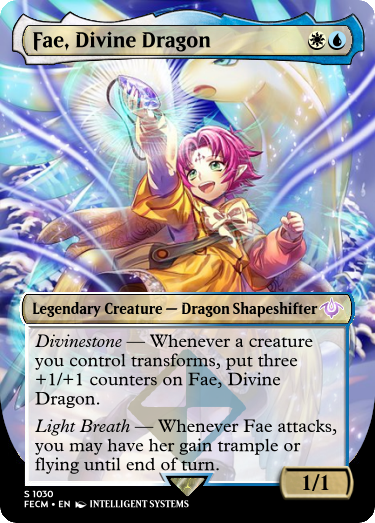 Fae, Divine Dragon
Legendary Creature — Dragon Shapeshifter
Divinestone — Whenever a creature
you control transforms, put three
+1/+1 counters on Fae, Divine
Dragon.
Light Breath — Whenever Fae attacks,
you may have her gain trample or
flying until end of turn.
1/1
S 1030
FECM • EN INTELLIGENT SYSTEMS